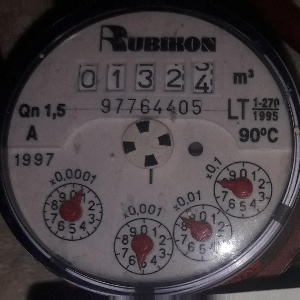 RUBIKON
01324 m³
Qn 1,5 97764405 LT 1-270 1995
A 90°C
1997
x0,0001 x0,1
x0,001 x0,01